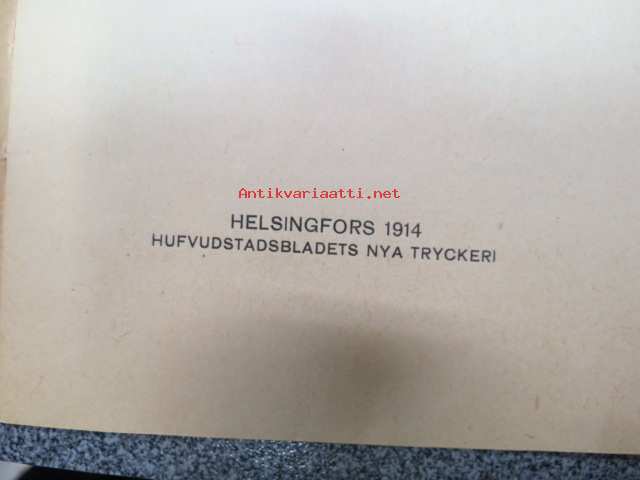 Antikvariaatti.net
HELSINGFORS 1914
HUFVUDSTADSBLADETS NYA TRYCKERI